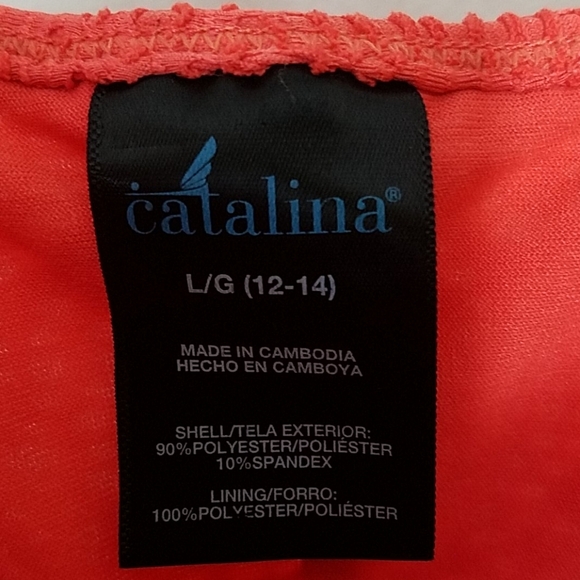 catalina®
L/G (12-14)
MADE IN CAMBODIA
HECHO EN CAMBOYA
SHELL/TELA EXTERIOR:
90%POLYESTER/POLIÉSTER
10%SPANDEX
LINING/FORRO:
100%POLYESTER/POLIÉSTER